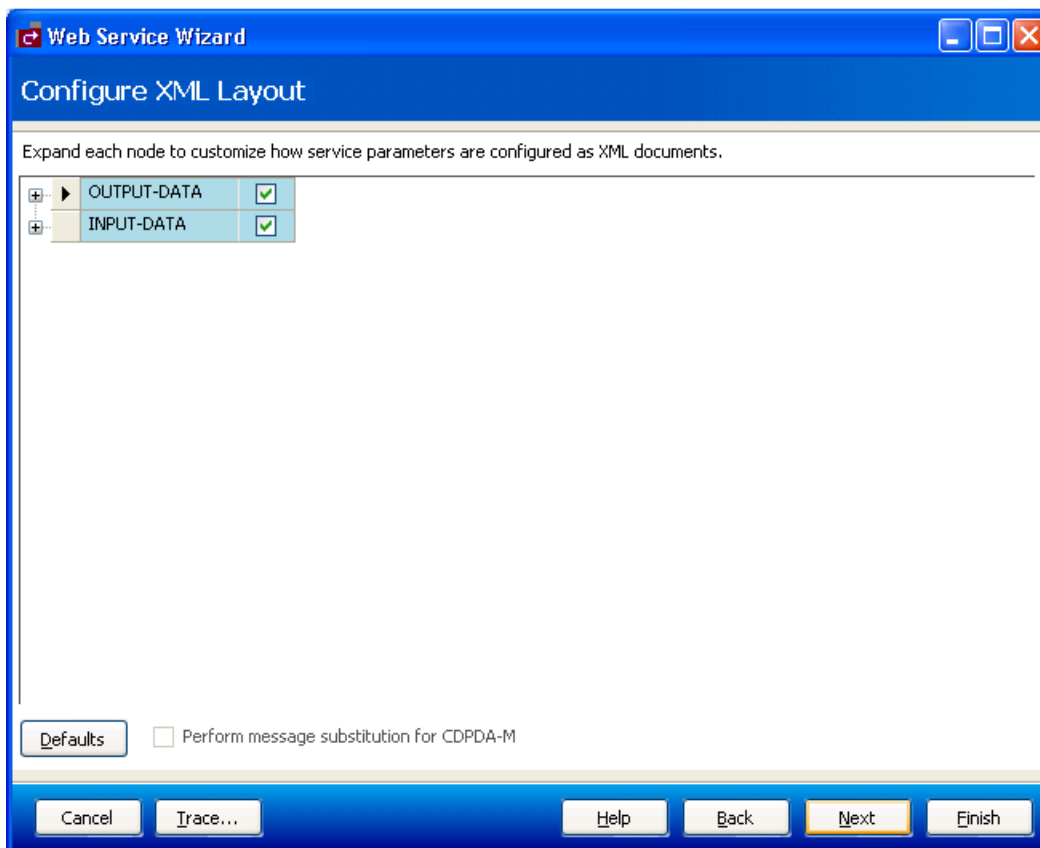 Web Service Wizard
Configure XML Layout
Expand each node to customize how service parameters are configured as XML documents.
OUTPUT-DATA
INPUT-DATA
Defaults Perform message substitution for CDPDA-M
Cancel Trace... Help Back Next Finish